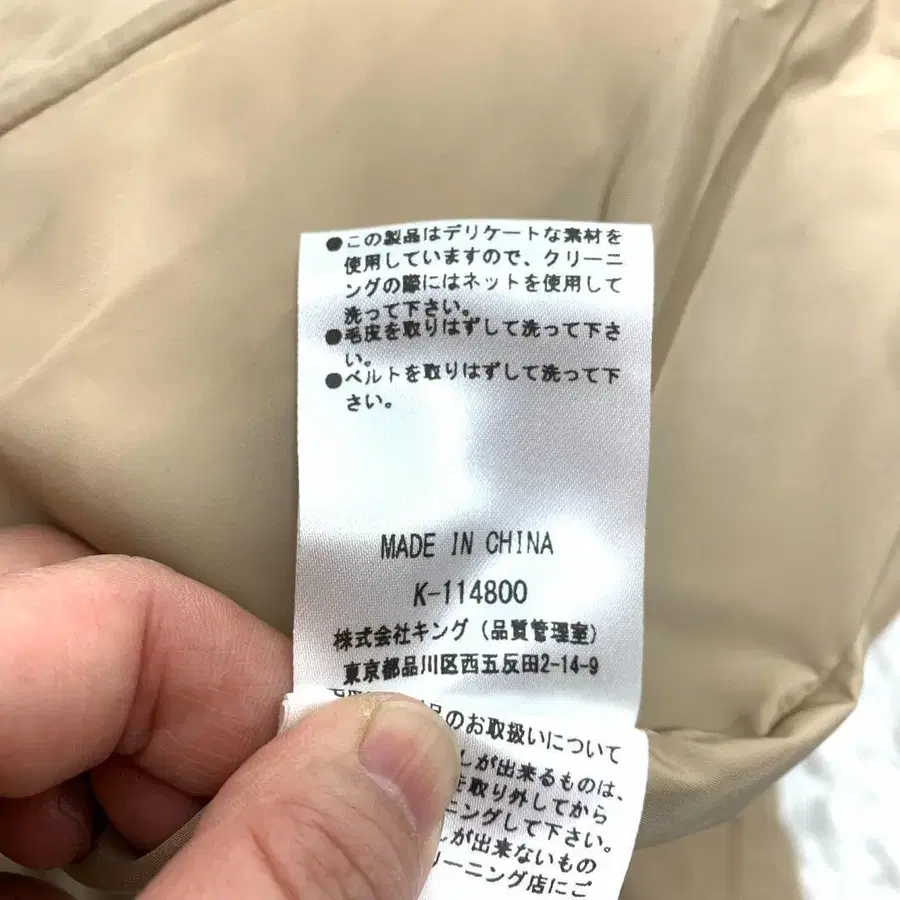 ●この製品はデリケートな素材を
使用していますので、クリーニ
ングの際にはネットを使用して
洗って下さい。
●毛皮を取りはずして洗って下さ
い。
●ベルトを取りはずして洗って下
さい。
MADE IN CHINA
K-114800
株式会社キング(品質管理室)
東京都品川区西五反田2-14-9
品のお取扱いについて
しが出来るものは、
を取り外してから
ニングして下さい。
しが出来ないもの
クリーニング店にご